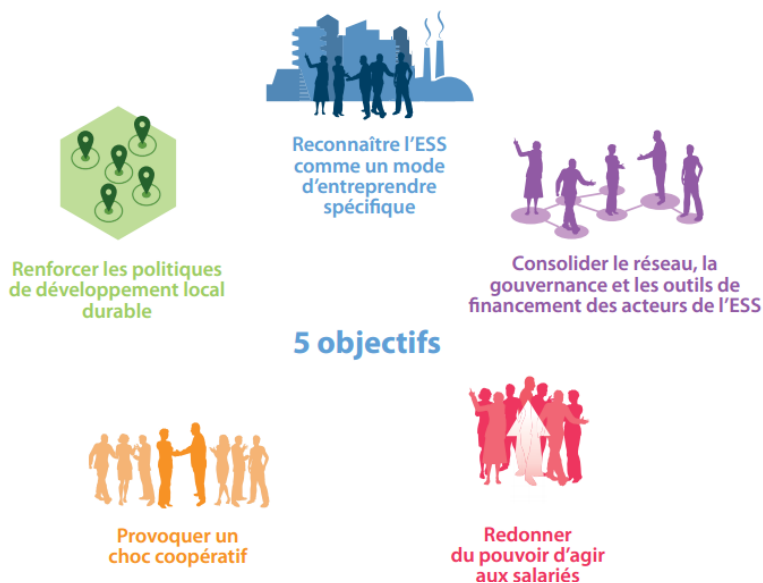 Reconnaître l’ESS
comme un mode
d’entreprendre
spécifique
Consolider le réseau, la
gouvernance et les outils de
financement des acteurs de l’ESS
Renforcer les politiques
de développement local
durable
5 objectifs
Provoquer un
choc coopératif
Redonner
du pouvoir d’agir
aux salariés